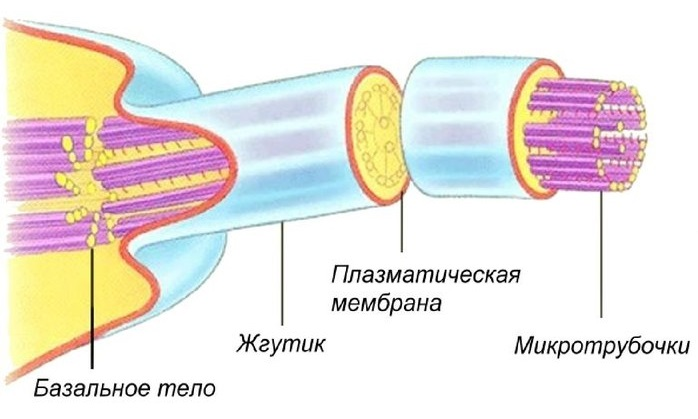 Плазматическая
мембрана
Жгутик
Микротрубочки
Базальное тело